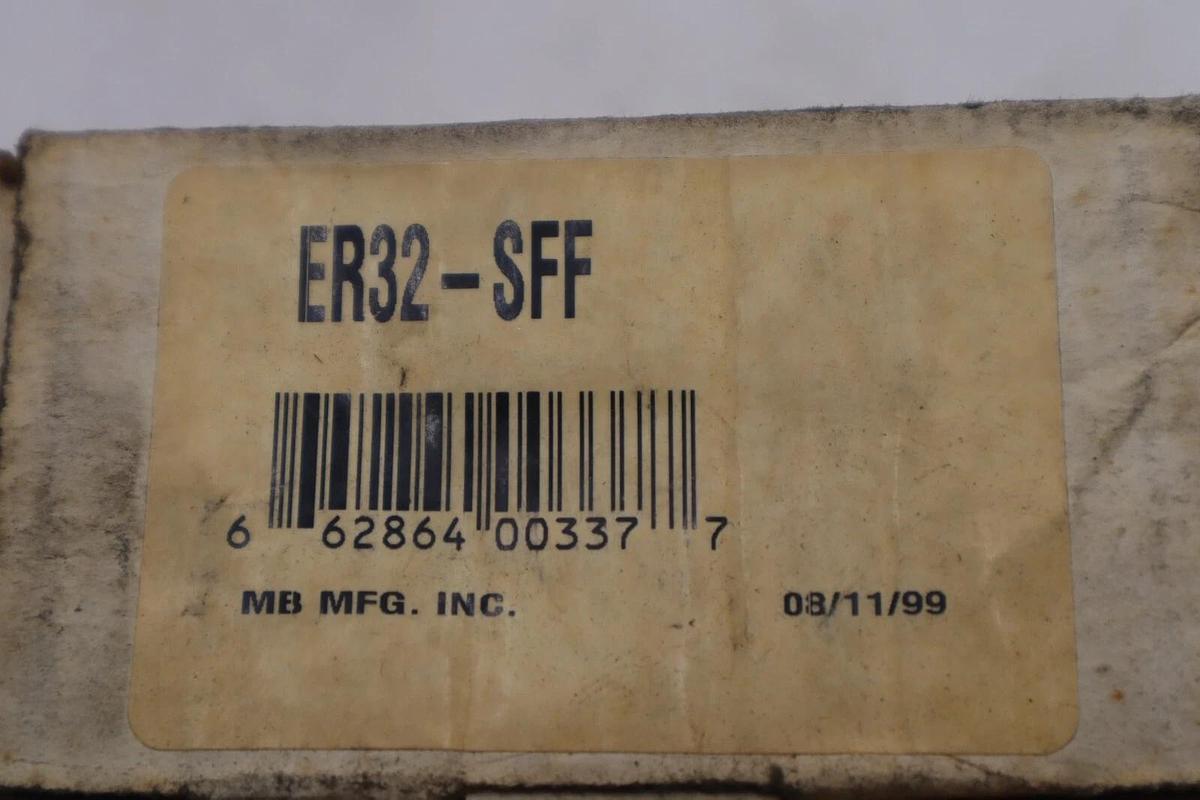 ER32-SFF
6 62864 00337 7
MB MFG. INC.
08/11/99